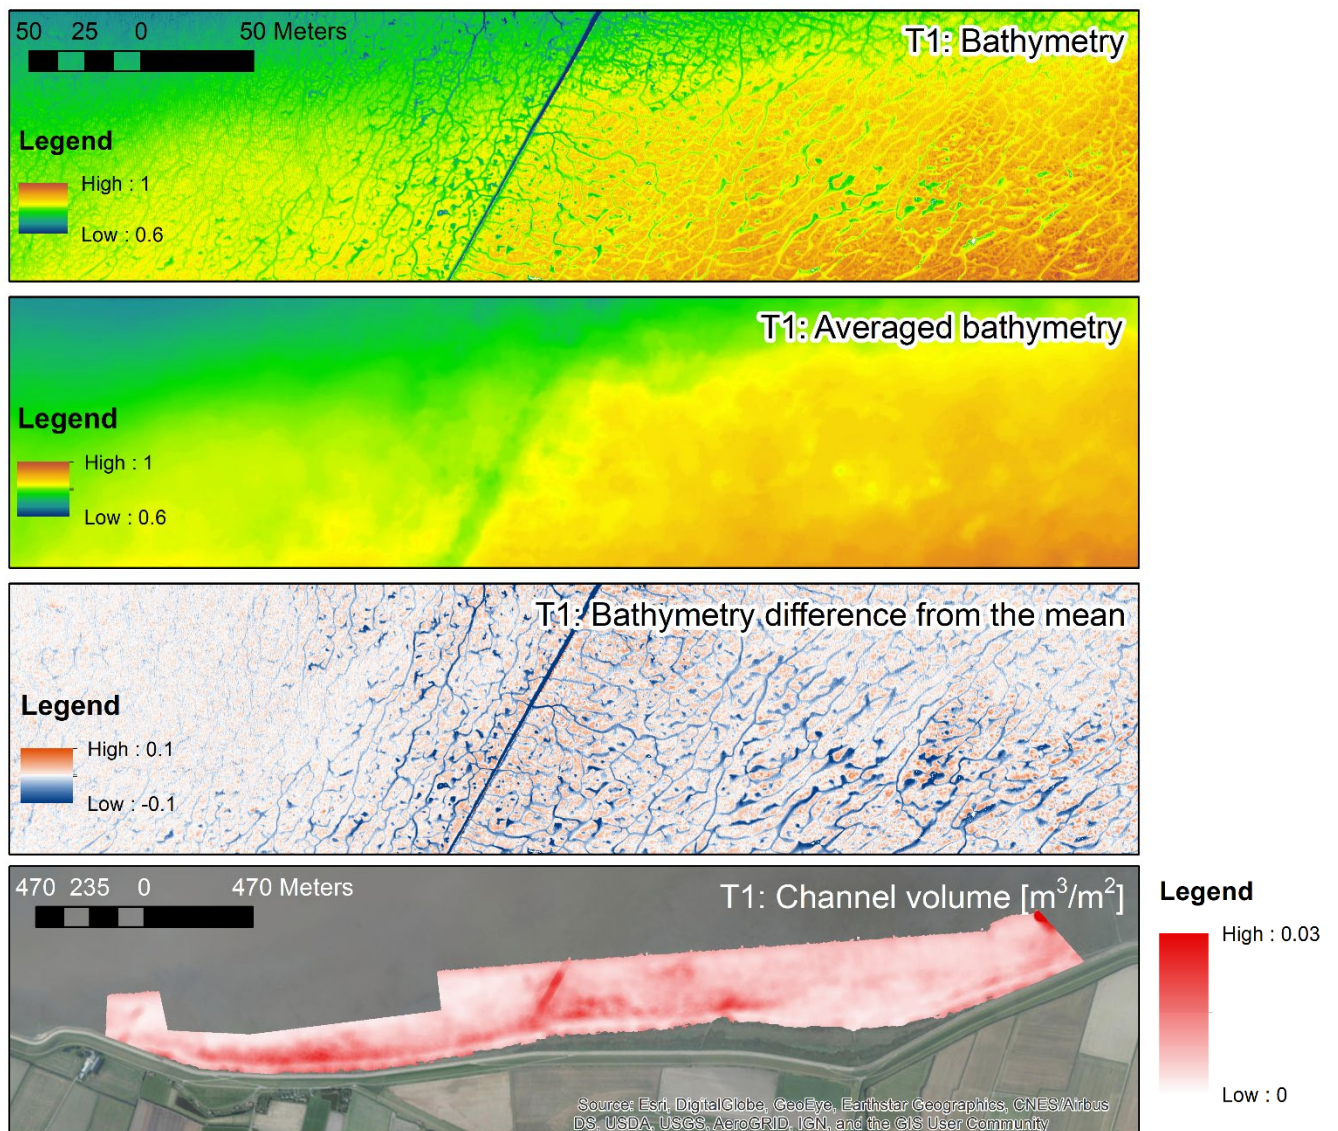 50 25 0 50 Meters
T1: Bathymetry
Legend
High : 1
Low : 0.6
T1: Averaged bathymetry
Legend
High : 1
Low : 0.6
T1: Bathymetry difference from the mean
Legend
High : 0.1
Low : -0.1
470 235 0 470 Meters
T1: Channel volume [m³/m²]
Legend
High : 0.03
Low : 0
Source: Esri, DigitalGlobe, GeoEye, Earthstar Geographics, CNES/Airbus
DS, USDA, USGS, AeroGRID, IGN, and the GIS User Community